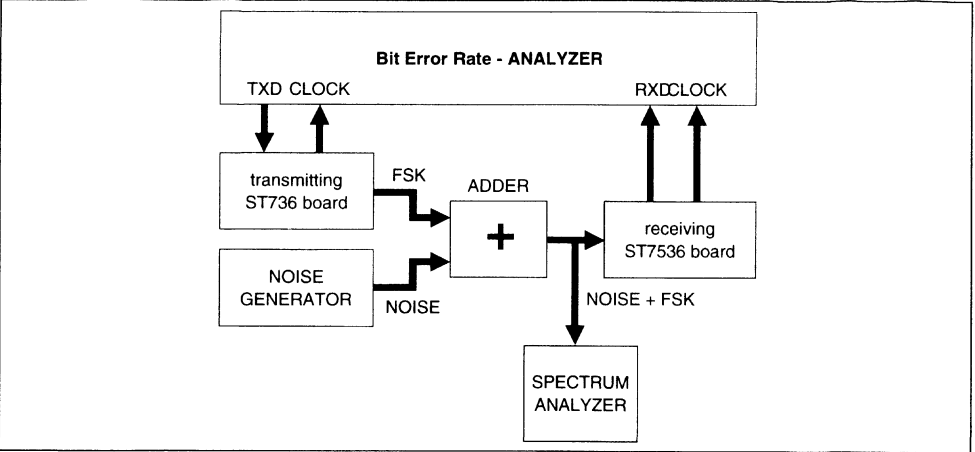 Bit Error Rate - ANALYZER
TXD CLOCK
RXDCLOCK
transmitting
ST736 board
FSK
ADDER
+
receiving
ST7536 board
NOISE
GENERATOR
NOISE
NOISE + FSK
SPECTRUM
ANALYZER